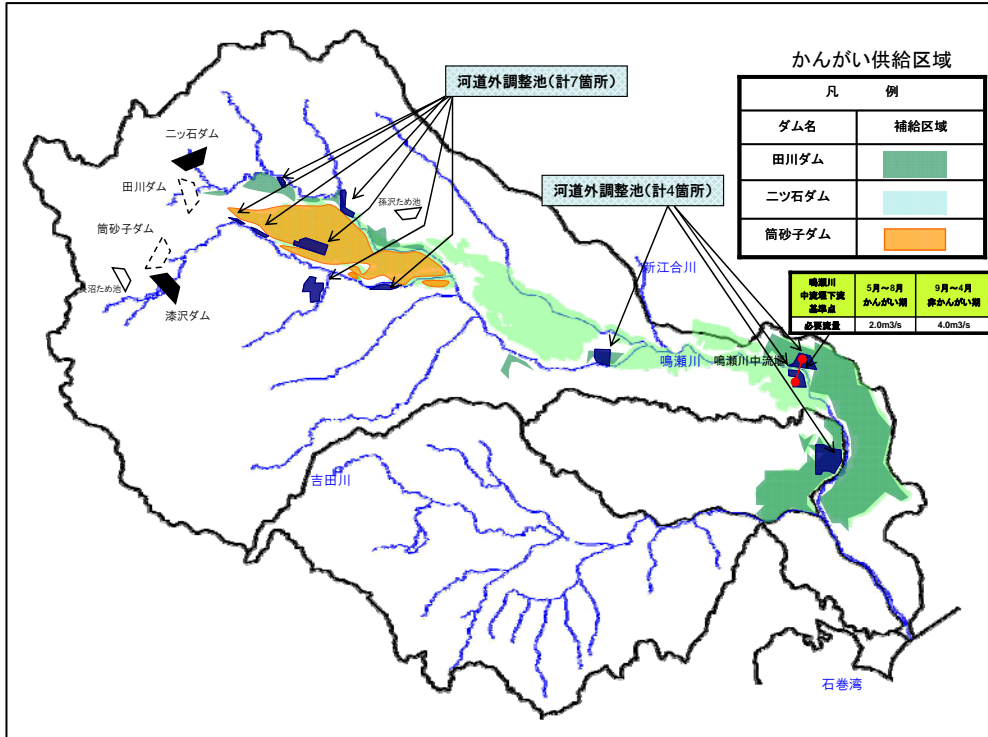 河道外調整池(計7箇所)
かんがい供給区域
凡 例
ダム名 補給区域
田川ダム
二ツ石ダム
筒砂子ダム
二ッ石ダム
田川ダム
筒砂子ダム
漆沢ダム
孫沢ため池
河道外調整池(計4箇所)
新江合川
鳴瀬川
中流堰下流
基準点
5月～8月
かんがい期
9月～4月
非かんがい期
必要流量 2.0m3/s 4.0m3/s
鳴瀬川
鳴瀬川中流堰
吉田川
石巻湾